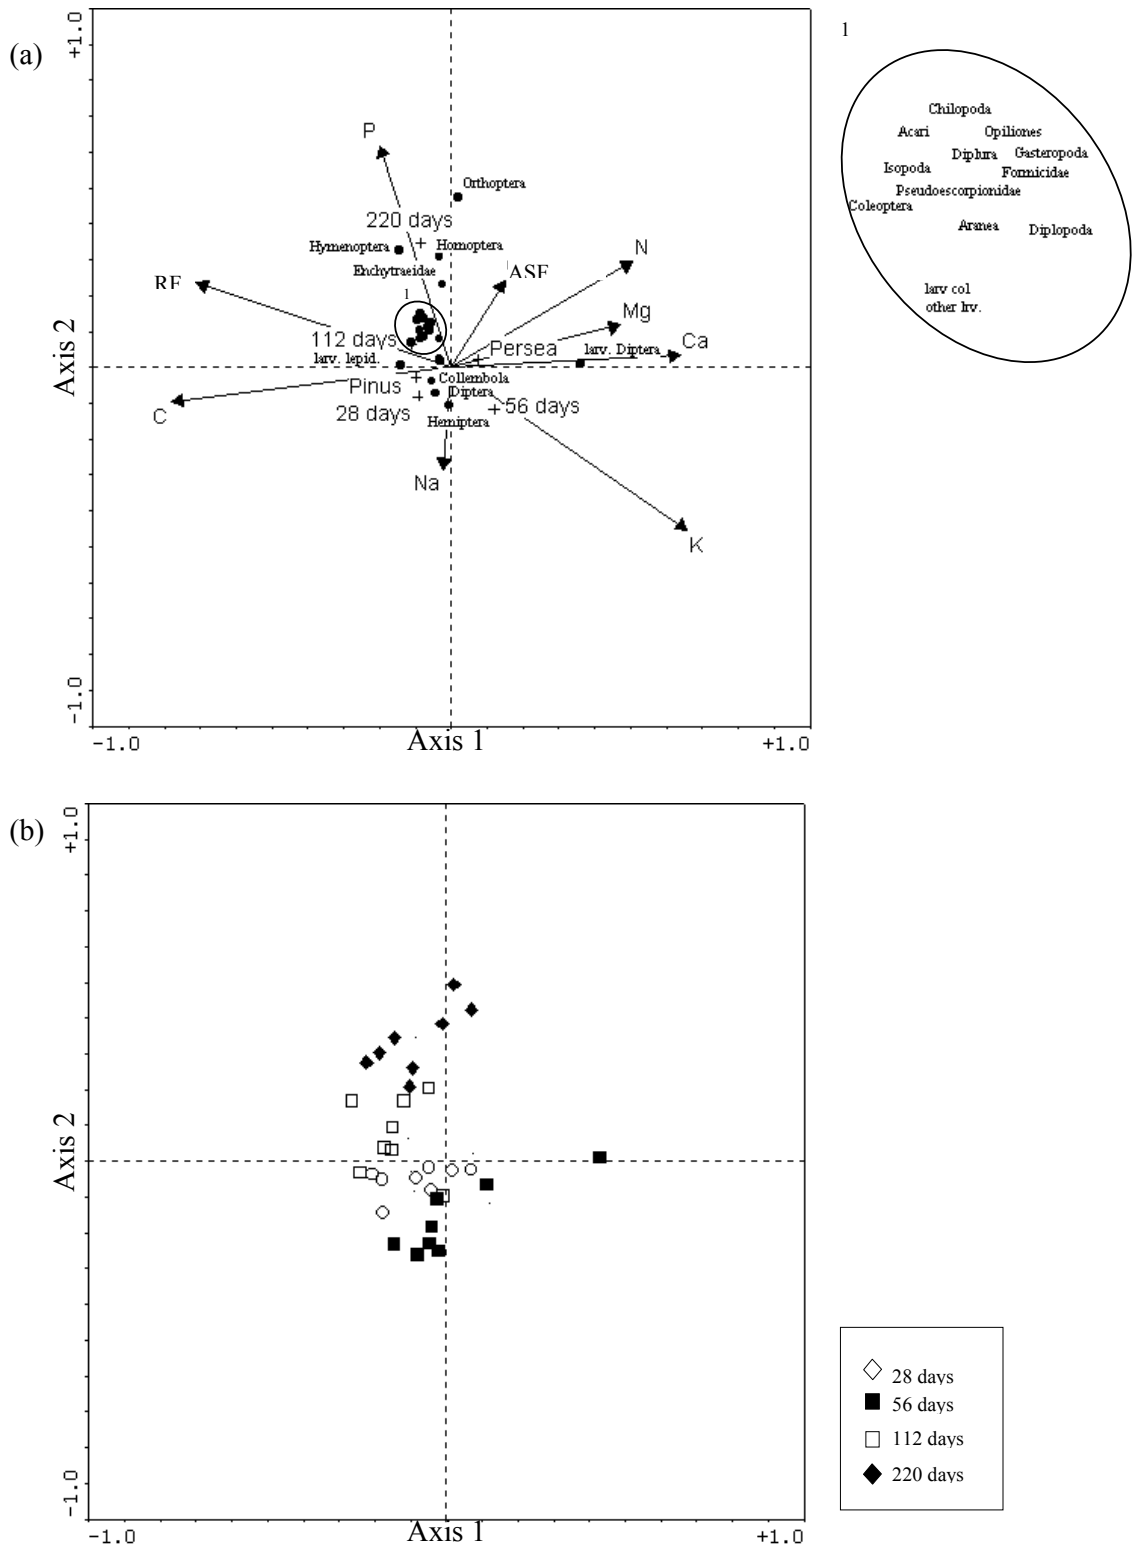 (a)
+1.0
1
P
Orthoptera
220 days
Hymenoptera
Homoptera
Enchytraeidae
N
RF
ASF
1
Mg
112 days
Persea
Ca
larv. lepid.
larv. Diptera
Axis 2
Pinus
Collembola
Diptera
C
28 days
56 days
Hemiptera
Na
K
-1.0
-1.0
Axis 1
+1.0
Chilopoda
Acari
Opiliones
Diplura
Gasteropoda
Isopoda
Formicidae
Pseudoescorpionidae
Coleoptera
Aranea
Diplopoda
larv col
other lrv.
(b)
+1.0
Axis 2
-1.0
-1.0
Axis 1
+1.0
28 days
56 days
112 days
220 days